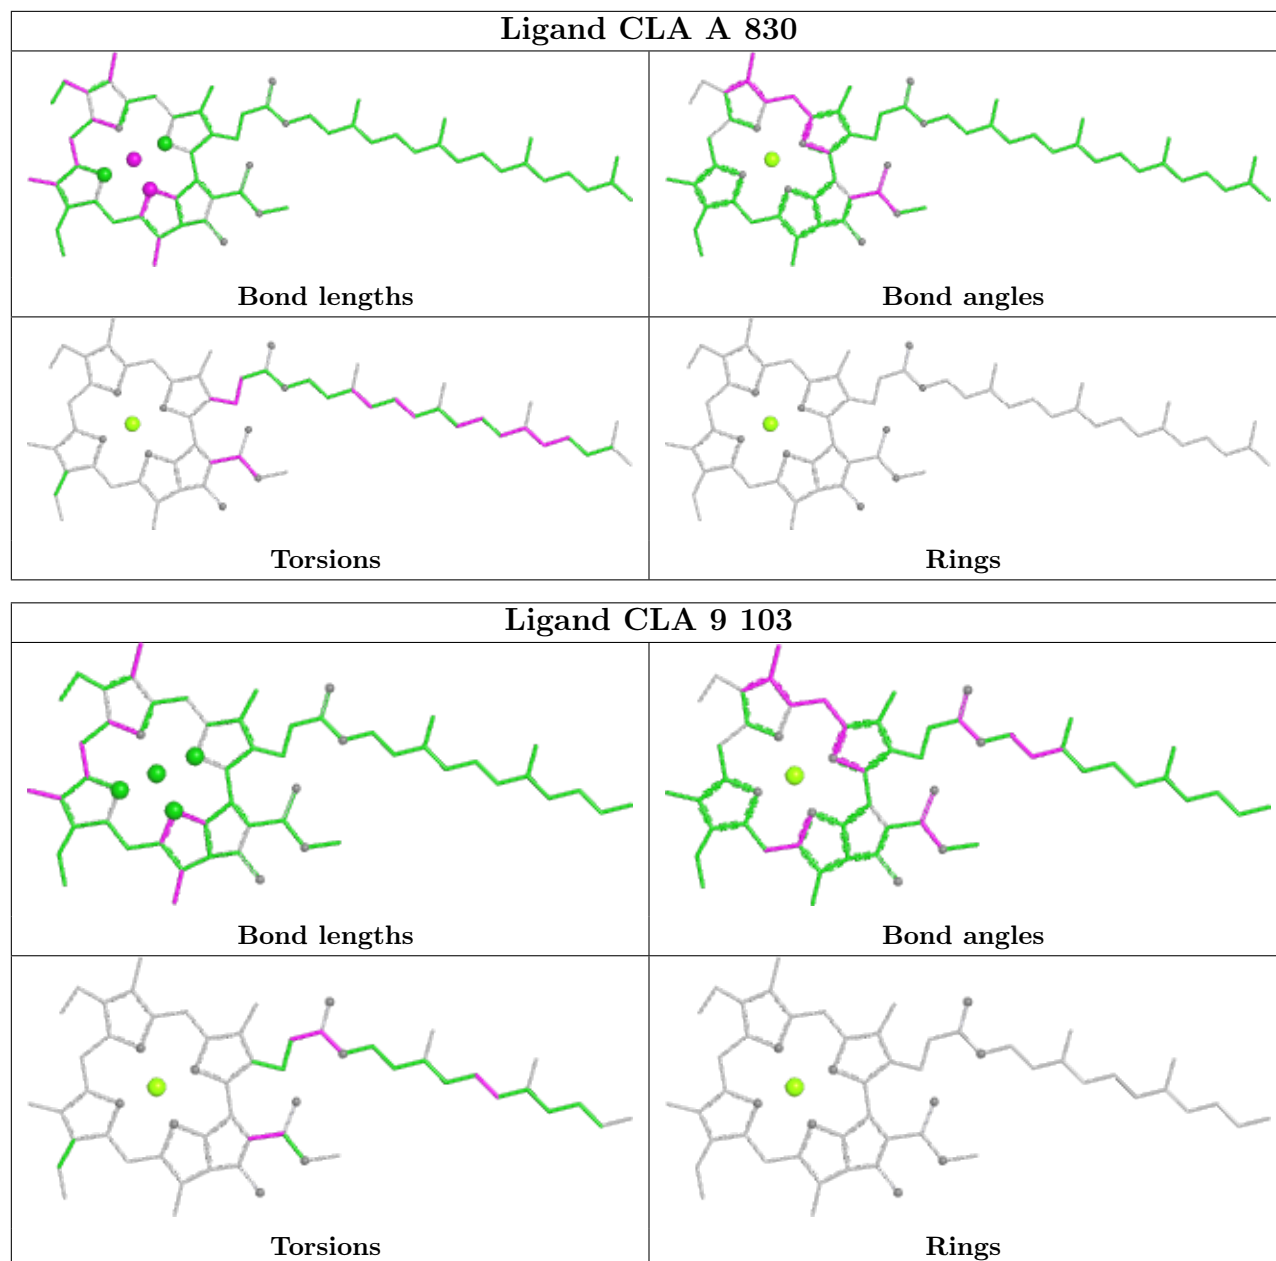 Ligand CLA A 830
Bond lengths
Bond angles
Torsions
Rings
Ligand CLA 9 103
Bond lengths
Bond angles
Torsions
Rings